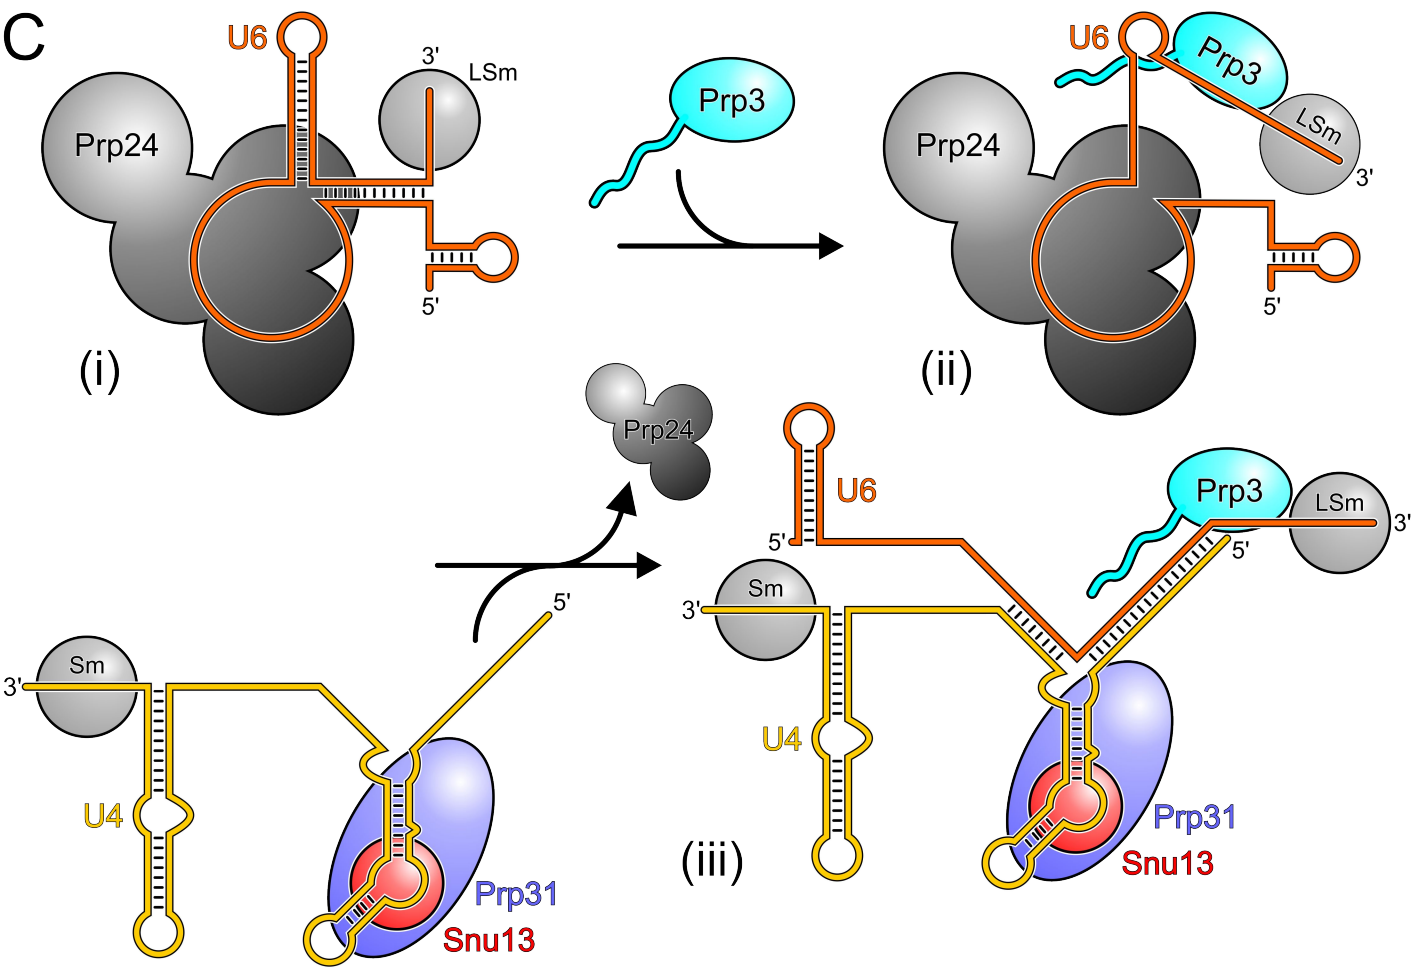 C
U6
3'
LSm
Prp24
5'
(i)
Prp3
U6
Prp3
LSm
3'
Prp24
5'
(ii)
Prp24
5'
Sm
3'
U4
Prp31
Snu13
U6
5'
Prp3
LSm
3'
5'
Sm
3'
U4
Prp31
Snu13
(iii)